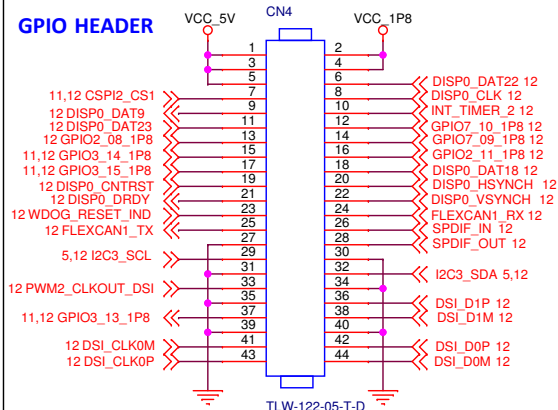 GPIO HEADER
VCC_5V CN4 VCC_1P8
1 2
3 4
5 6 DISP0_DAT22 12
11,12 CSPI2_CS1 7 8 DISP0_CLK 12
12 DISP0_DAT9 9 10 INT_TIMER_2 12
12 DISP0_DAT23 11 12 GPIO7_10_1P8 12
12 GPIO2_08_1P8 13 14 GPIO7_09_1P8 12
11,12 GPIO3_14_1P8 15 16 GPIO2_11_1P8 12
11,12 GPIO3_15_1P8 17 18 DISP0_DAT18 12
12 DISP0_CNTRST 19 20 DISP0_HSYNCH 12
12 DISP0_DRDY 21 22 DISP0_VSYNCH 12
12 WDOG_RESET_IND 23 24 FLEXCAN1_RX 12
12 FLEXCAN1_TX 25 26 SPDIF_IN 12
27 28 SPDIF_OUT 12
5,12 I2C3_SCL 29 30
31 32 I2C3_SDA 5,12
12 PWM2_CLKOUT_DSI 33 34
35 36 DSI_D1P 12
11,12 GPIO3_13_1P8 37 38 DSI_D1M 12
39 40
12 DSI_CLK0M 41 42 DSI_D0P 12
12 DSI_CLK0P 43 44 DSI_D0M 12
TLW-122-05-T-D